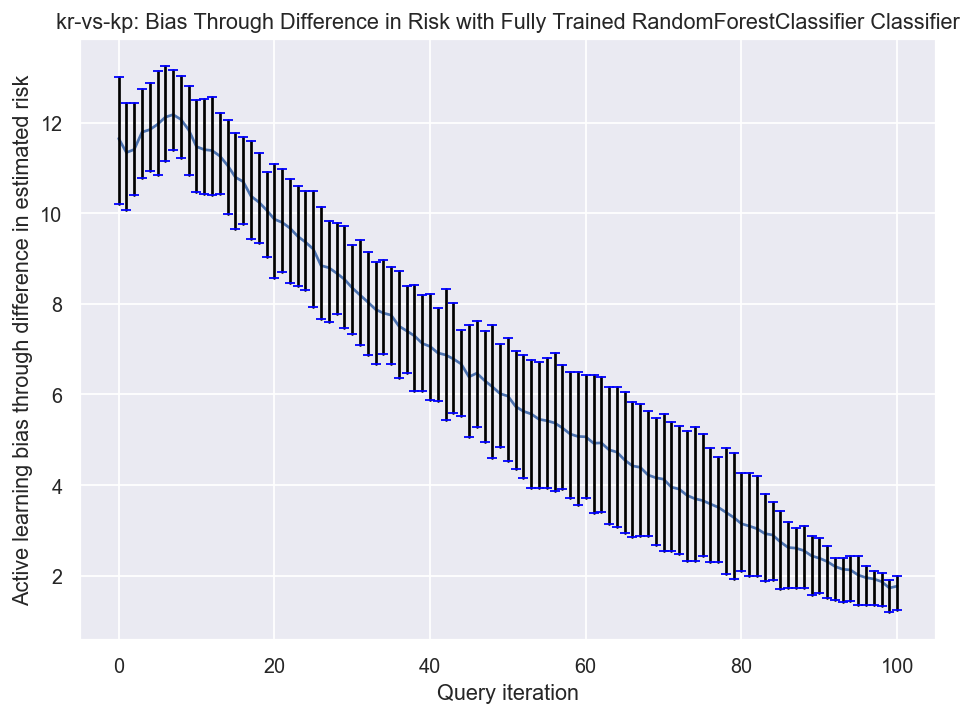 kr-vs-kp: Bias Through Difference in Risk with Fully Trained RandomForestClassifier Classifier
Active learning bias through difference in estimated risk
12
10
8
6
4
2
0 20 40 60 80 100
Query iteration